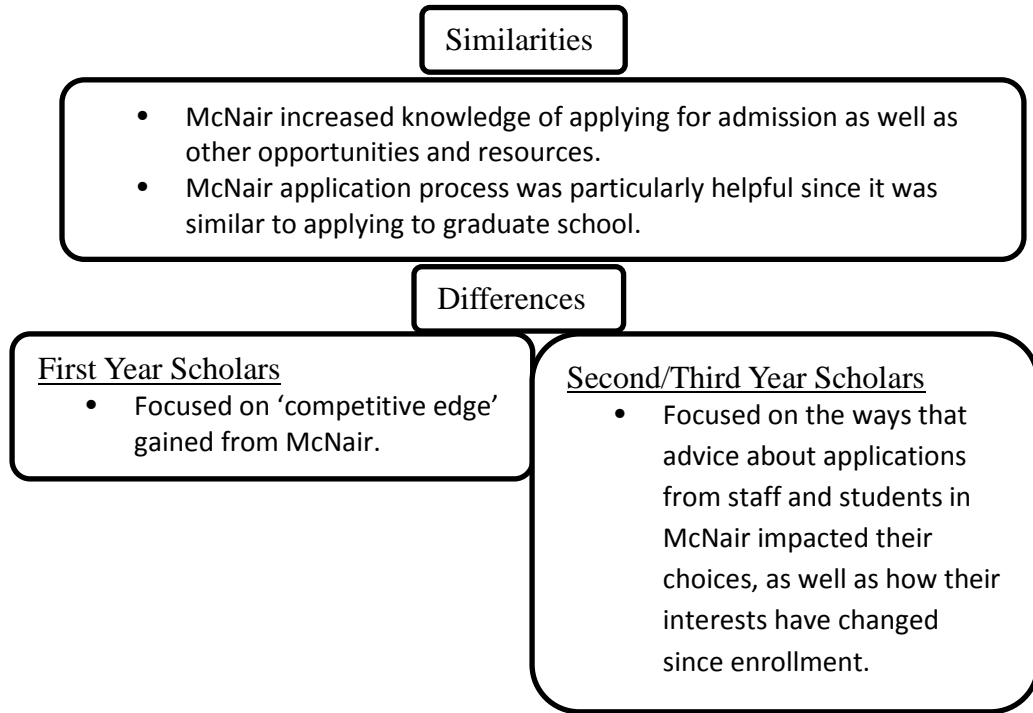 Similarities
• McNair increased knowledge of applying for admission as well as
other opportunities and resources.
• McNair application process was particularly helpful since it was
similar to applying to graduate school.
Differences
First Year Scholars
• Focused on ‘competitive edge’
gained from McNair.
Second/Third Year Scholars
• Focused on the ways that
advice about applications
from staff and students in
McNair impacted their
choices, as well as how their
interests have changed
since enrollment.